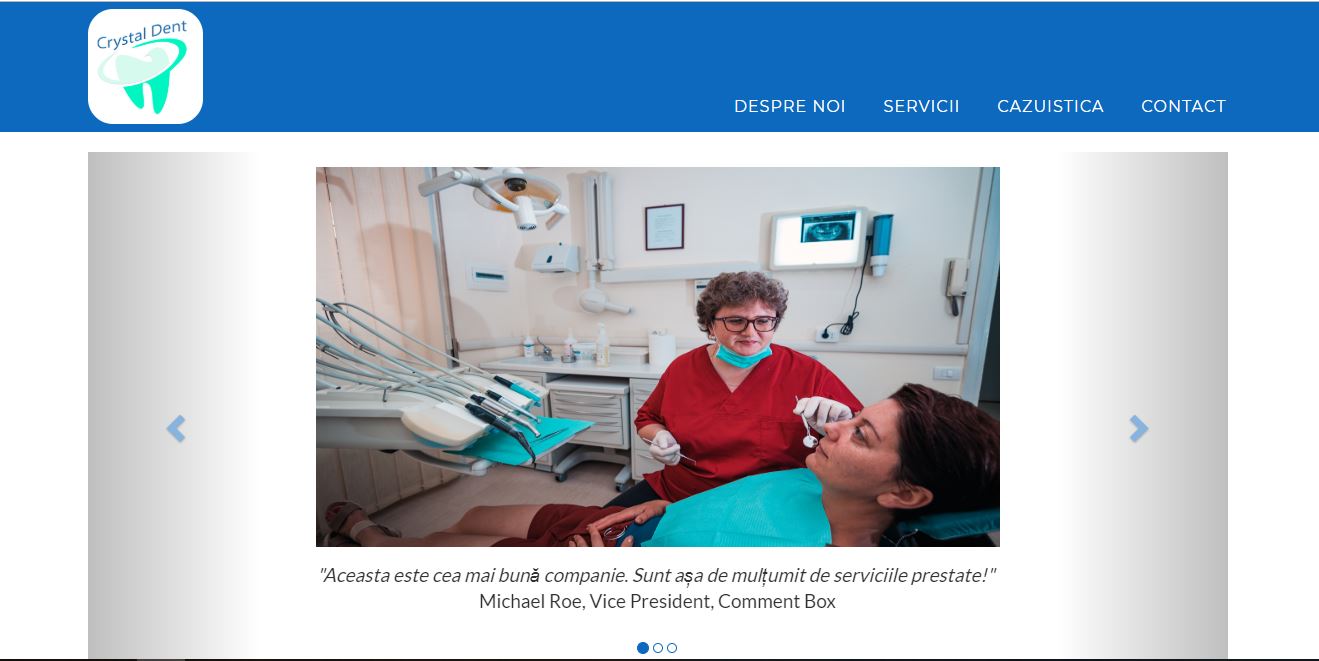 Crystal Dent
DESPRE NOI SERVICII CAZUISTICA CONTACT
"Aceasta este cea mai bună companie. Sunt așa de mulțumit de serviciile prestate!"
Michael Roe, Vice President, Comment Box